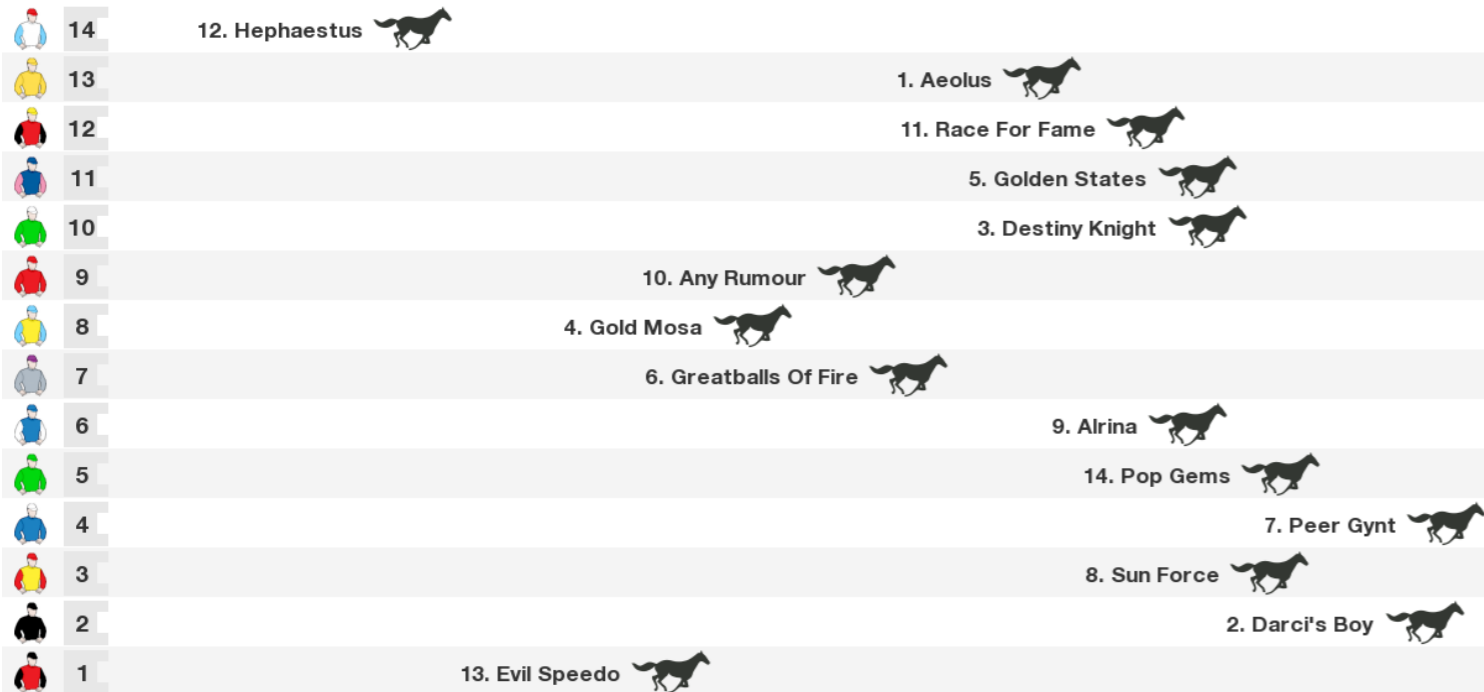 14 12. Hephaestus
13 1. Aeolus
12 11. Race For Fame
11 5. Golden States
10 3. Destiny Knight
9 10. Any Rumour
8 4. Gold Mosa
7 6. Greatballs Of Fire
6 9. Alrina
5 14. Pop Gems
4 7. Peer Gynt
3 8. Sun Force
2 2. Darci's Boy
1 13. Evil Speedo